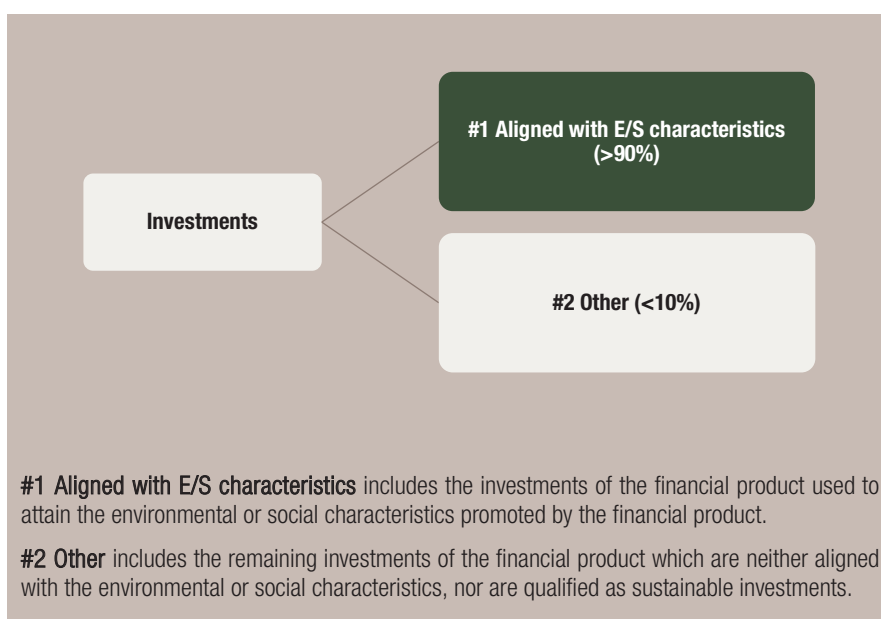 #1 Aligned with E/S characteristics
(>90%)
Investments
#2 Other (<10%)
#1 Aligned with E/S characteristics includes the investments of the financial product used to
attain the environmental or social characteristics promoted by the financial product.
#2 Other includes the remaining investments of the financial product which are neither aligned
with the environmental or social characteristics, nor are qualified as sustainable investments.